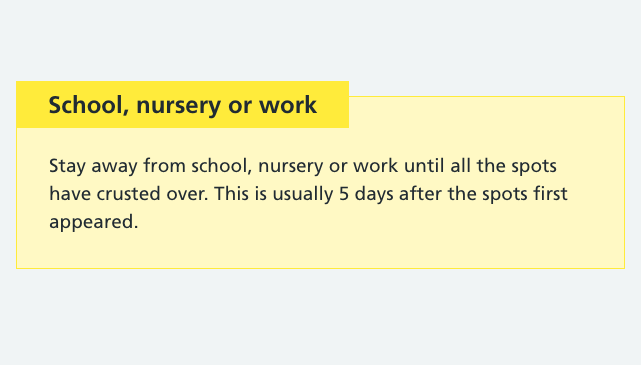 School, nursery or work
Stay away from school, nursery or work until all the spots
have crusted over. This is usually 5 days after the spots first
appeared.